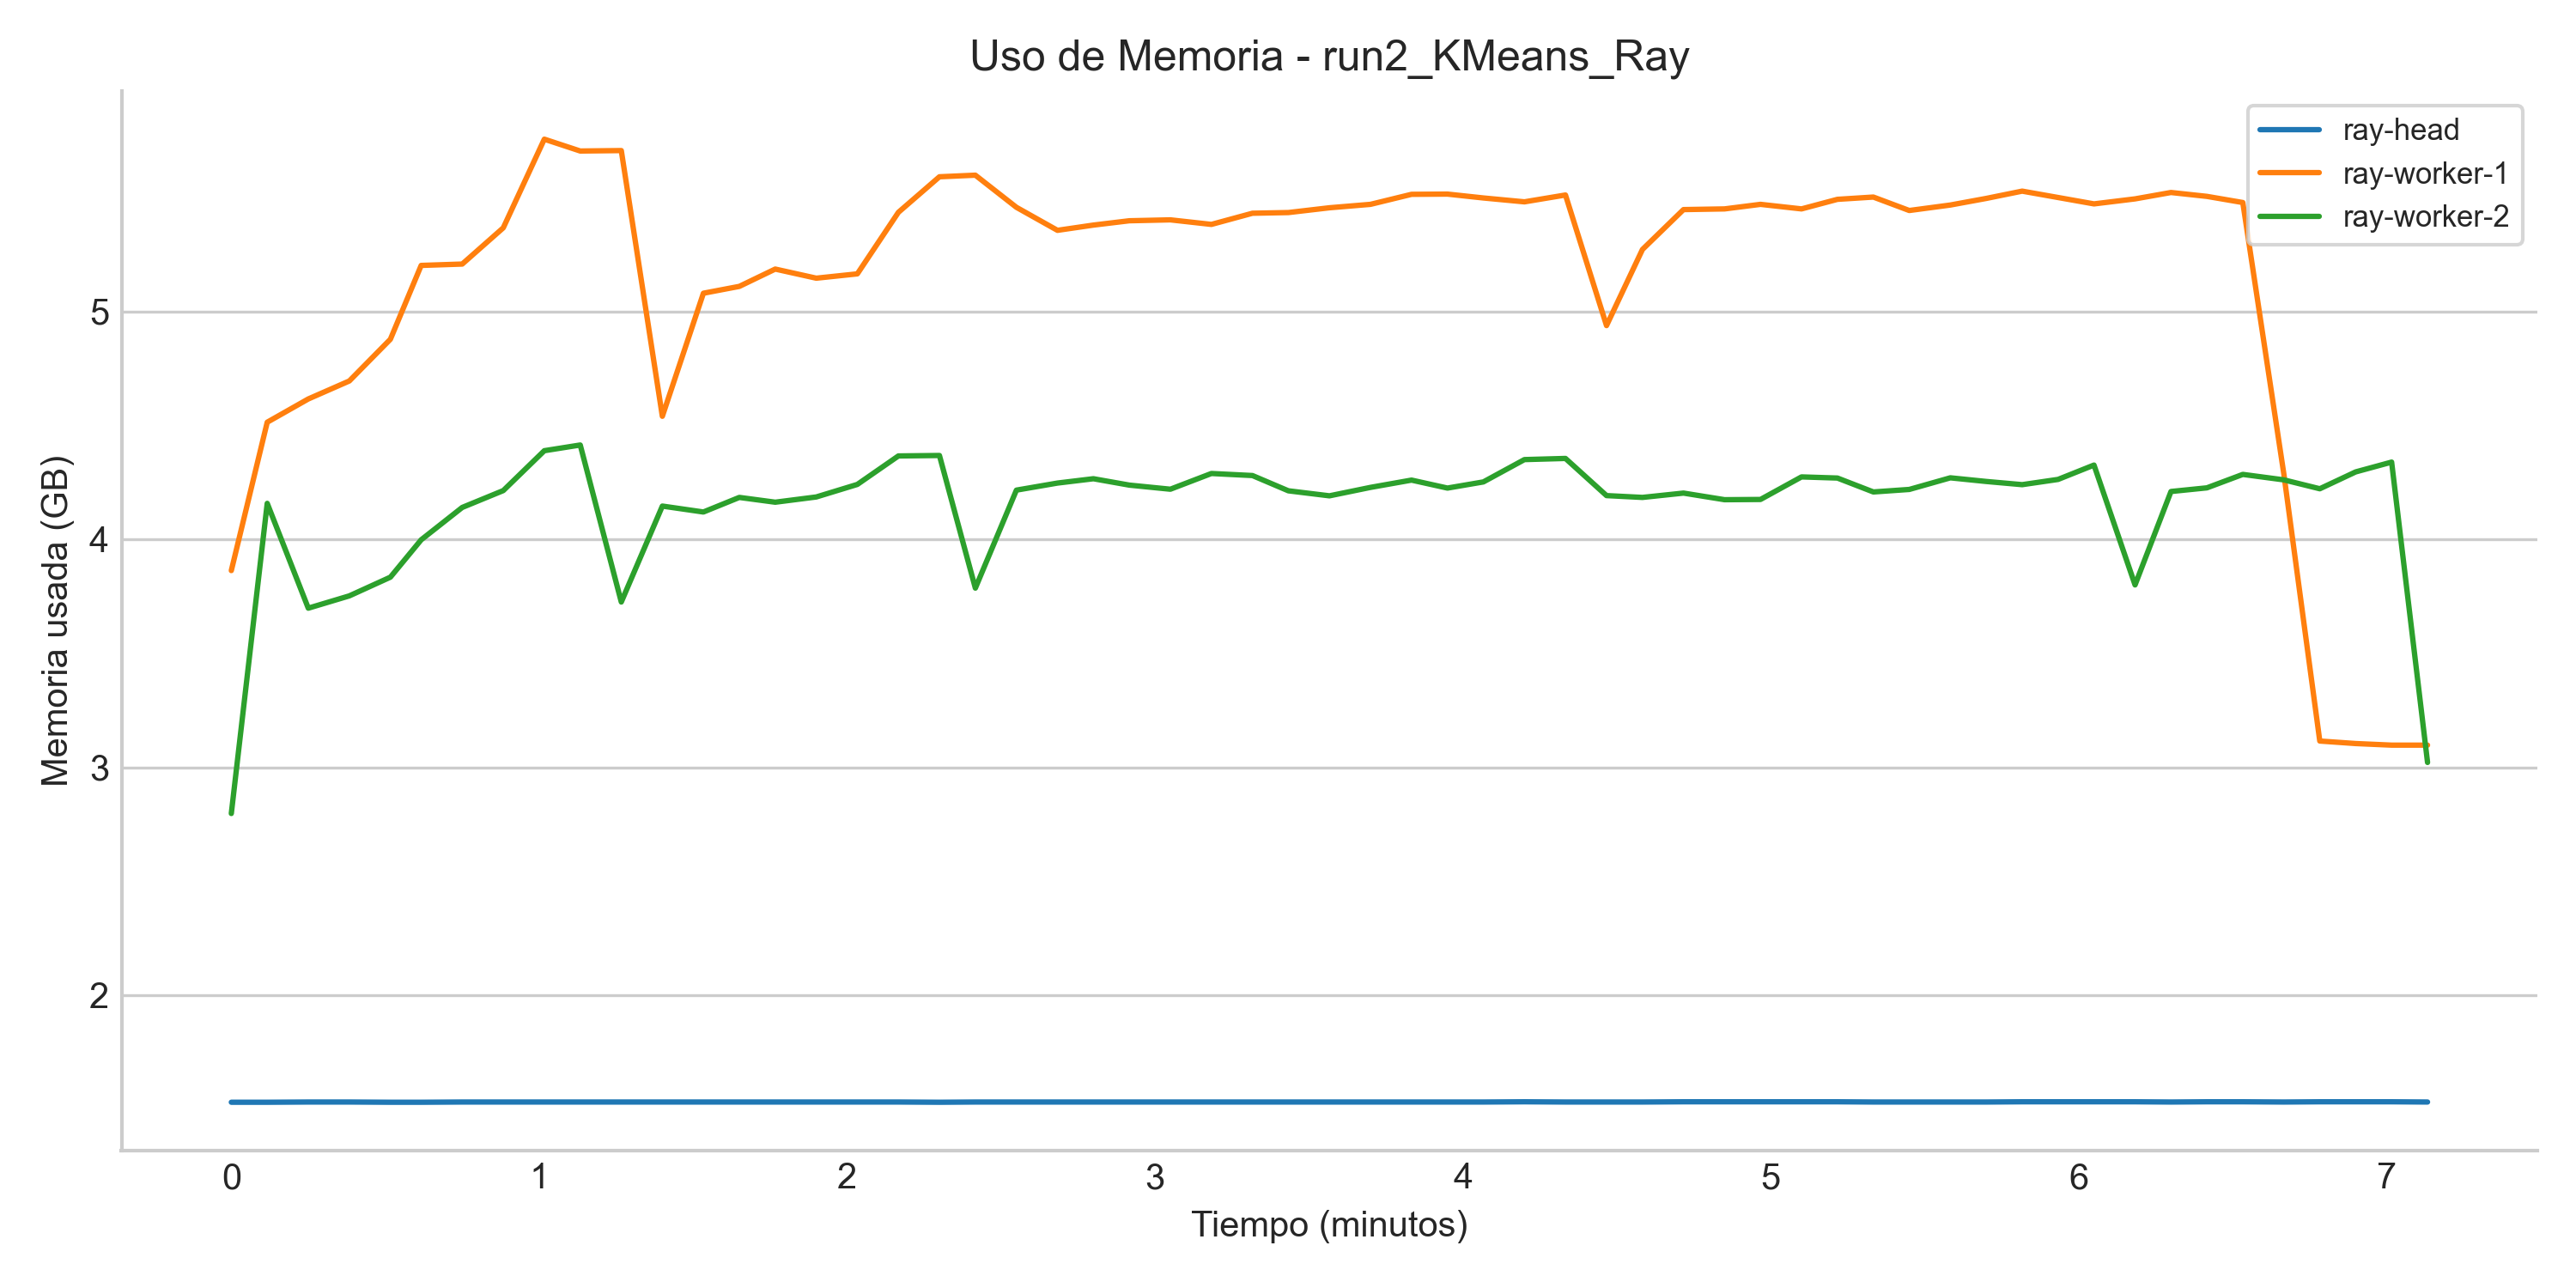 Uso de Memoria - run2_KMeans_Ray
ray-head
ray-worker-1
ray-worker-2
Memoria usada (GB)
5
4
3
2
0 1 2 3 4 5 6 7
Tiempo (minutos)